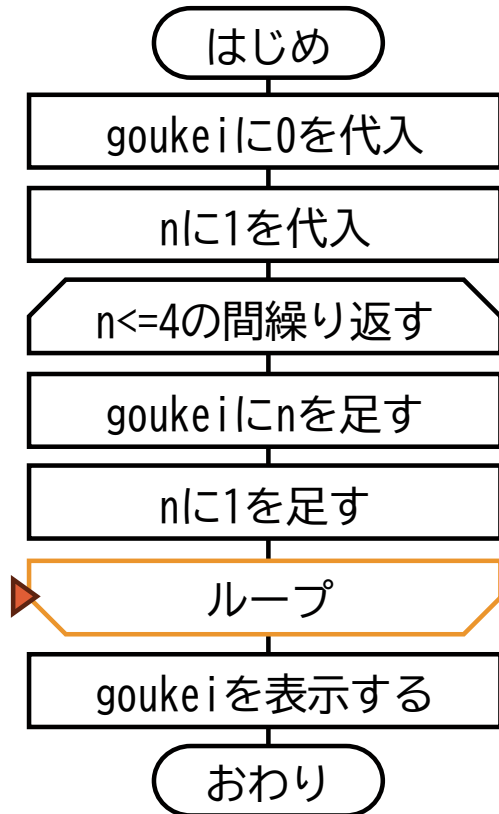 はじめ
goukeiに0を代入
nに1を代入
n<=4の間繰り返す
goukeiにnを足す
nに1を足す
ループ
goukeiを表示する
おわり